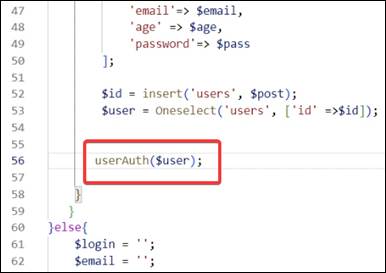 47 'email'=> $email,
48 'age' => $age,
49 'password'=> $pass
50 ];
51
52 $id = insert('users', $post);
53 $user = Oneselect('users', ['id' =>$id]);
54
55
56 userAuth($user);
57
58 }
59 }
60 }else{
61 $login = '';
62 $email = '';